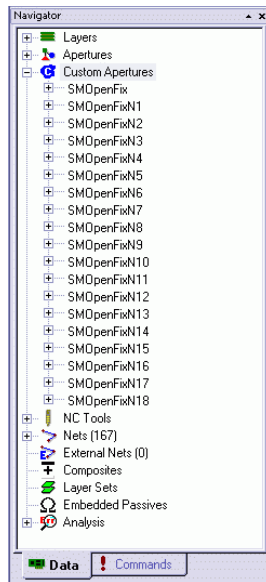 Navigator
Layers
Apertures
Custom Apertures
SMOpenFix
SMOpenFixN1
SMOpenFixN2
SMOpenFixN3
SMOpenFixN4
SMOpenFixN5
SMOpenFixN6
SMOpenFixN7
SMOpenFixN8
SMOpenFixN9
SMOpenFixN10
SMOpenFixN11
SMOpenFixN12
SMOpenFixN13
SMOpenFixN14
SMOpenFixN15
SMOpenFixN16
SMOpenFixN17
SMOpenFixN18
NC Tools
Nets (167)
External Nets (0)
Composites
Layer Sets
Embedded Passives
Analysis
Data Commands